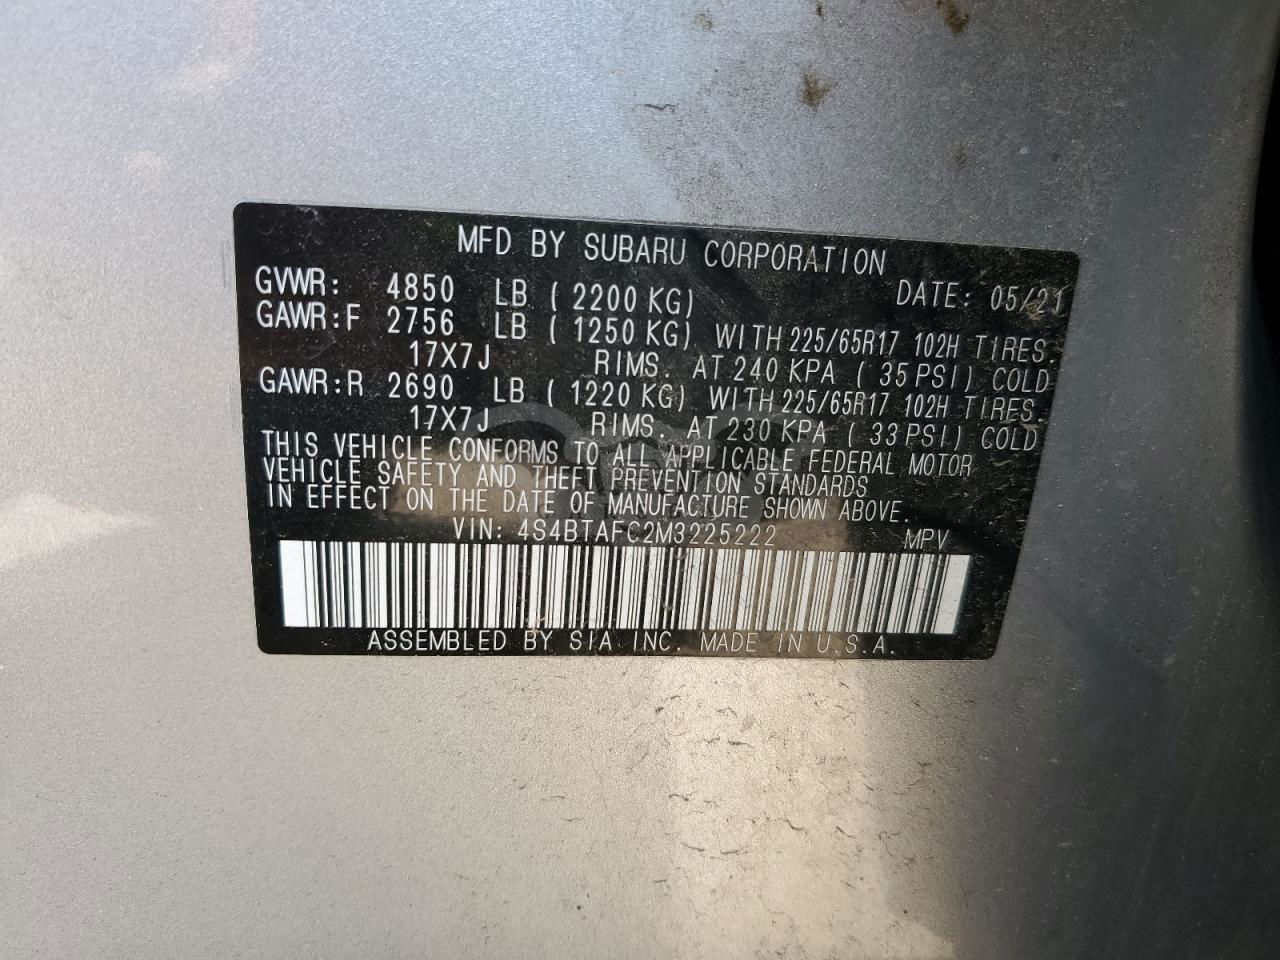 MFD BY SUBARU CORPORATION
GVWR: 4850 LB ( 2200 KG) DATE: 05/21
GAWR:F 2756 LB ( 1250 KG) WITH 225/65R17 102H TIRES.
17X7J RIMS. AT 240 KPA ( 35 PSI) COLD
GAWR:R 2690 LB ( 1220 KG) WITH 225/65R17 102H TIRES.
17X7J RIMS. AT 230 KPA ( 33 PSI) COLD
THIS VEHICLE CONFORMS TO ALL APPLICABLE FEDERAL MOTOR
VEHICLE SAFETY AND THEFT PREVENTION STANDARDS
IN EFFECT ON THE DATE OF MANUFACTURE SHOWN ABOVE.
VIN: 4S4BTAFC2M3225222 MPV
ASSEMBLED BY SIA INC. MADE IN U.S.A.